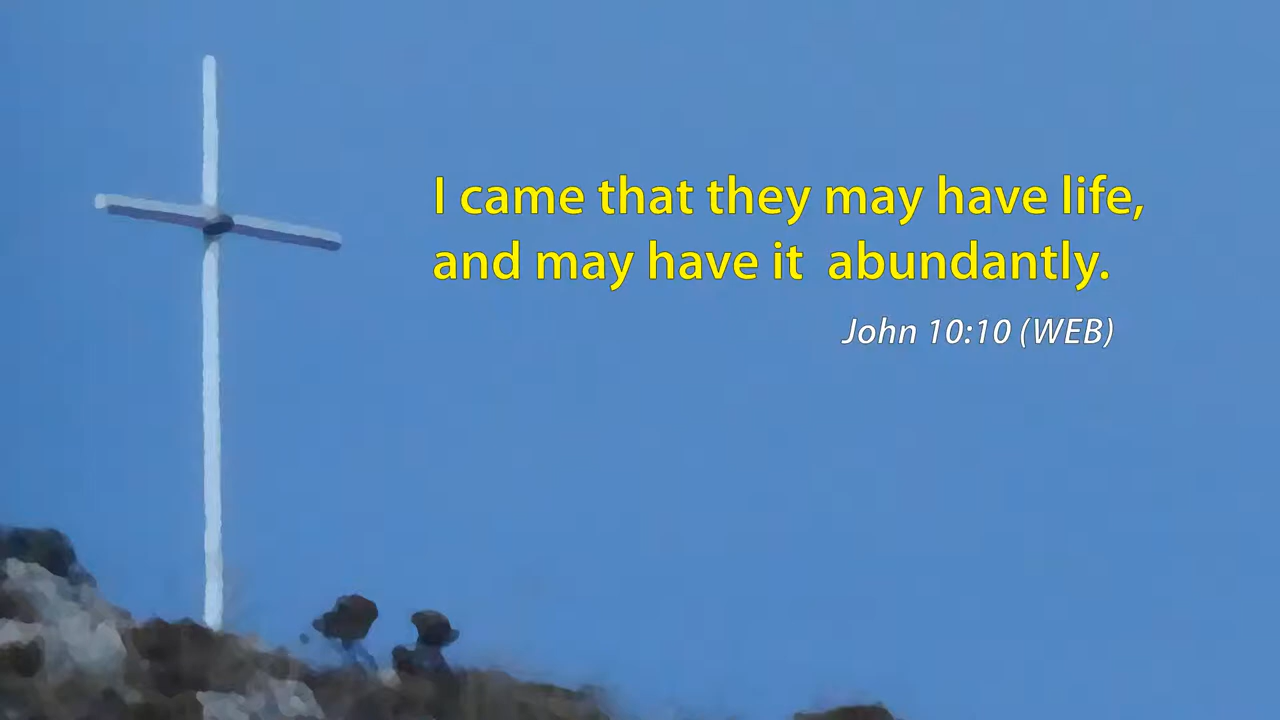 I came that they may have life,
and may have it  abundantly.
John 10:10 (WEB)